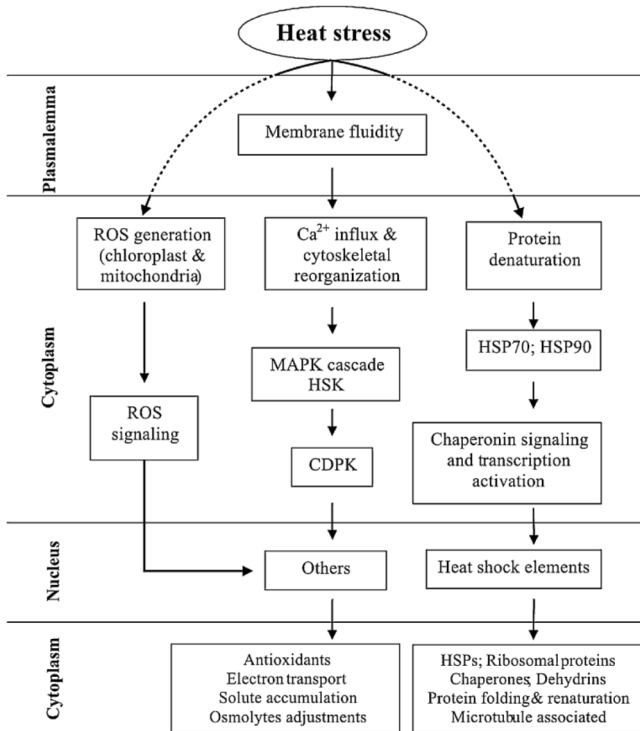 Heat stress
Plasmalemma
Membrane fluidity
Cytoplasm
ROS generation
(chloroplast &
mitochondria)
Ca²⁺ influx &
cytoskeletal
reorganization
Protein
denaturation
HSP70; HSP90
MAPK cascade
HSK
ROS
signaling
CDPK
Chaperonin signaling
and transcription
activation
Nucleus
Others
Heat shock elements
Cytoplasm
Antioxidants
Electron transport
Solute accumulation
Osmolytes adjustments
HSPs; Ribosomal proteins
Chaperones, Dehydrins
Protein folding & renaturation
Microtubule associated